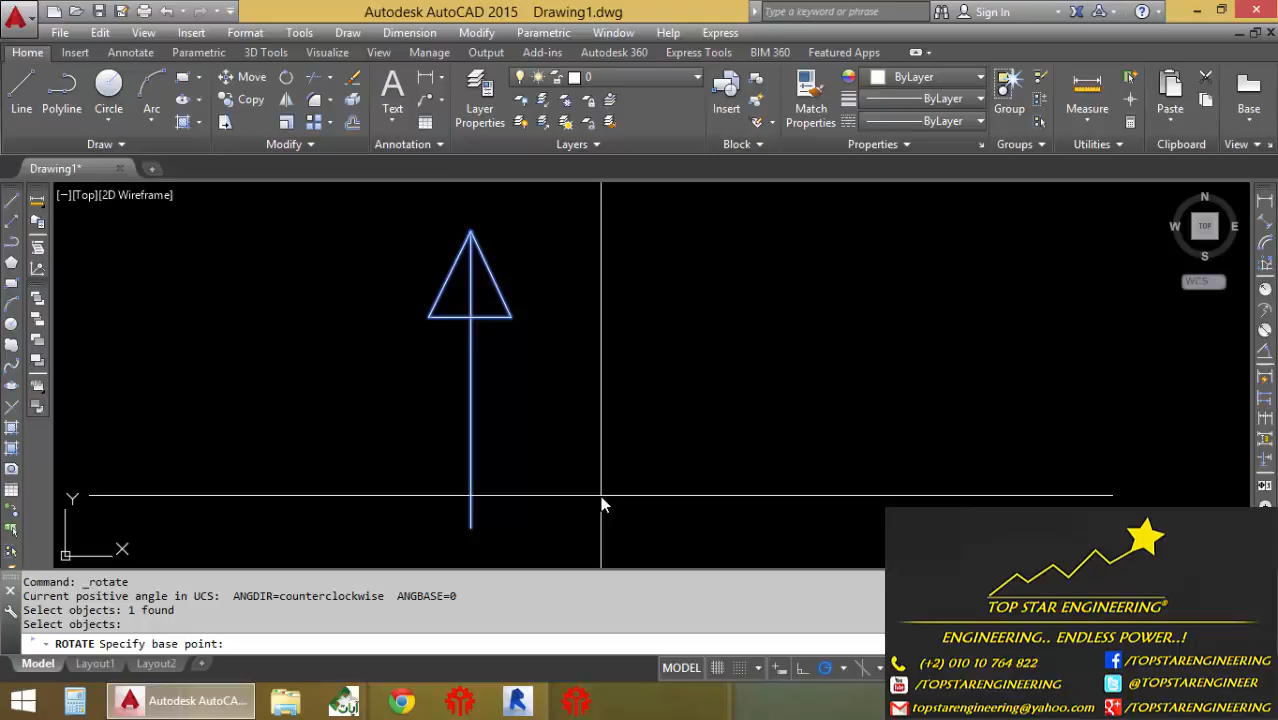 Autodesk AutoCAD 2015 Drawing1.dwg
Type a keyword or phrase
Sign In
File Edit View Insert Format Tools Draw Dimension Modify Parametric Window Help Express
Home Insert Annotate Parametric 3D Tools Visualize View Manage Output Add-ins Autodesk 360 Express Tools BIM 360 Featured Apps
Line Polyline Circle Arc
Move
Copy
Text
Layer Properties
0
Insert
Match Properties
ByLayer
ByLayer
ByLayer
Group
Measure
Paste
Base
Draw Modify Annotation Layers Block Properties Groups Utilities Clipboard View
Drawing1*
[−][Top][2D Wireframe]
N
W TOP E
S
WCS
Y
X
Command: _rotate
Current positive angle in UCS: ANGDIR=counterclockwise ANGBASE=0
Select objects: 1 found
Select objects:
ROTATE Specify base point:
Model Layout1 Layout2 +
MODEL
Autodesk AutoCA...
TOP STAR ENGINEERING®
ENGINEERING.. ENDLESS POWER..!
(+2) 010 10 764 822
/TOPSTARENGINEERING
/TOPSTARENGINEERING
@TOPSTARENGINEER
topstarengineering@yahoo.com
/TOPSTARENGINEERING